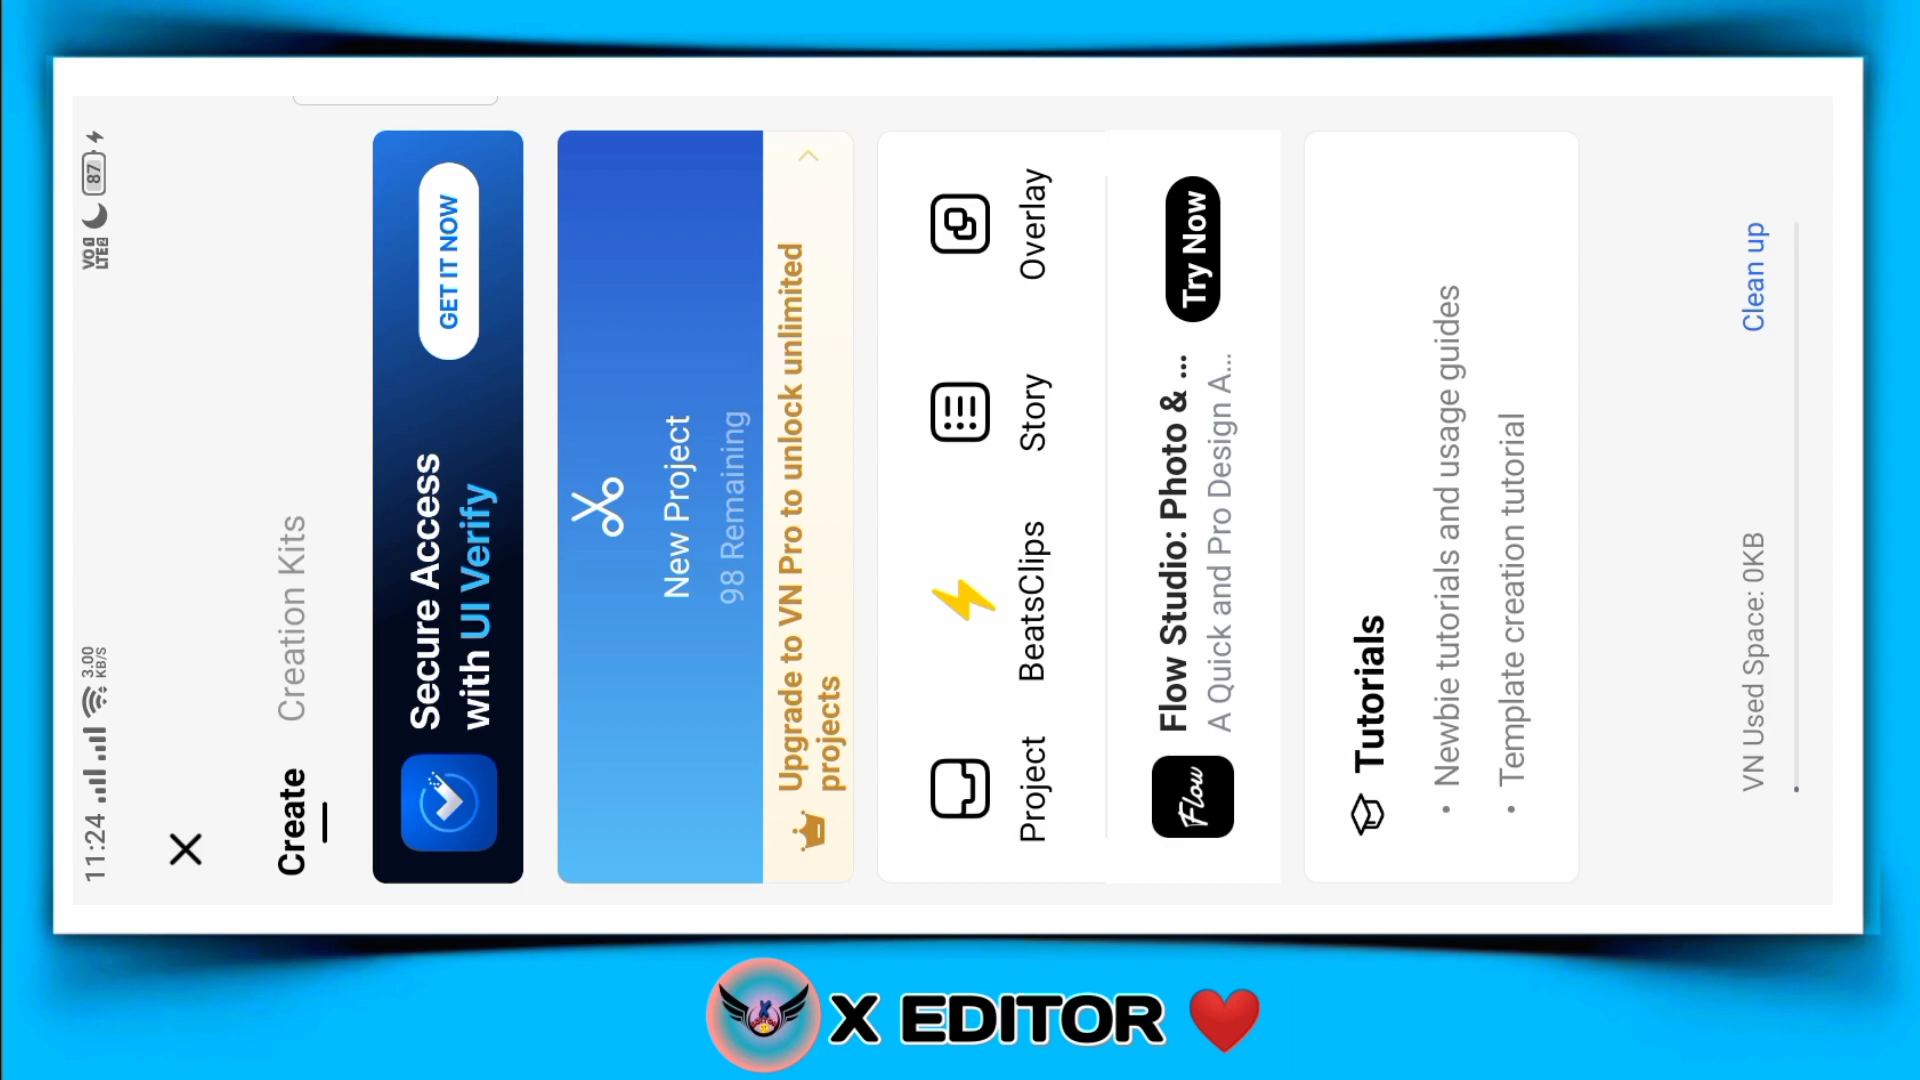 11:24
3.00
KB/S
VO
LTE2
87
Create
Creation Kits
Secure Access
with UI Verify
GET IT NOW
New Project
98 Remaining
Upgrade to VN Pro to unlock unlimited
projects
Project
BeatsClips
Story
Overlay
Flow
Flow Studio: Photo & ...
A Quick and Pro Design A...
Try Now
Tutorials
• Newbie tutorials and usage guides
• Template creation tutorial
VN Used Space: 0KB
Clean up
X EDITOR ❤️